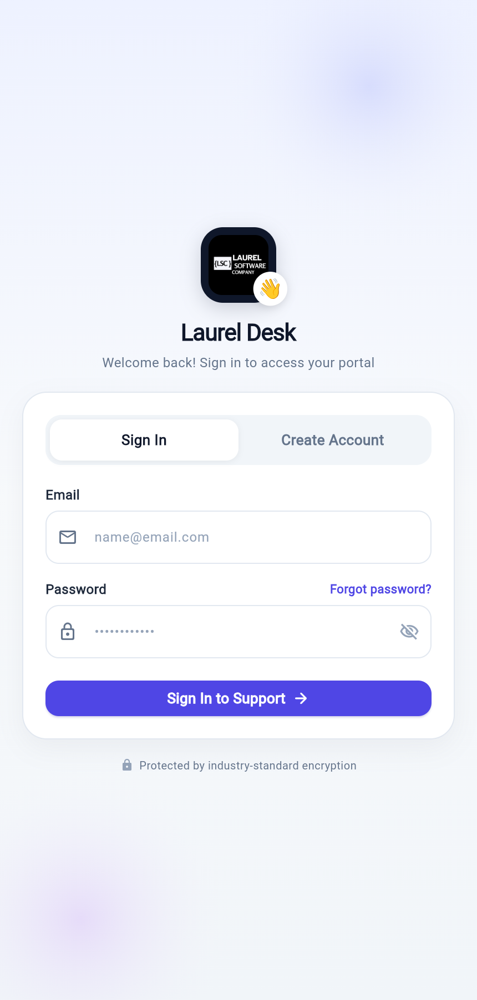 {LSC}
LAUREL
SOFTWARE
COMPANY
Laurel Desk
Welcome back! Sign in to access your portal
Sign In
Create Account
Email
name@email.com
Password
Forgot password?
••••••••••••
Sign In to Support →
Protected by industry-standard encryption